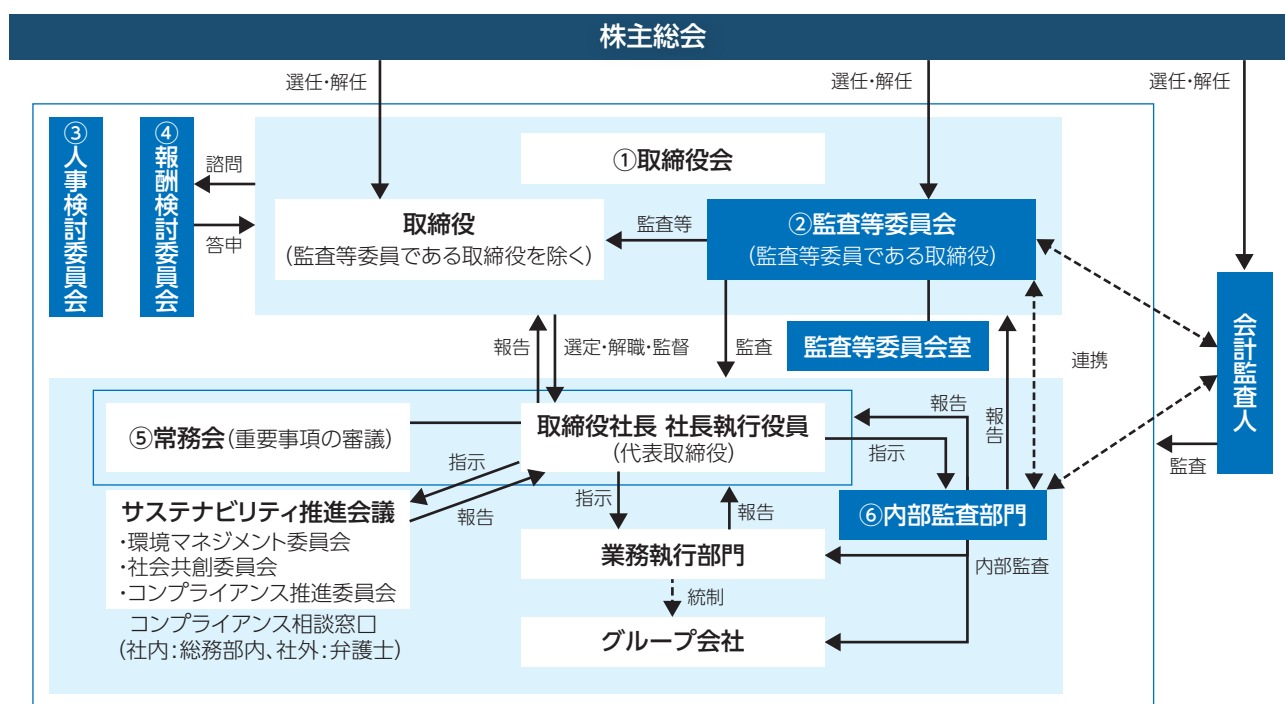 株主総会
選任・解任
選任・解任
選任・解任
③人事検討委員会
④報酬検討委員会
諮問
答申
①取締役会
取締役
(監査等委員である取締役を除く)
監査等
②監査等委員会
(監査等委員である取締役)
監査等委員会室
会計監査人
報告
選定・解職・監督
監査
報告
連携
⑤常務会(重要事項の審議)
取締役社長 社長執行役員
(代表取締役)
報告
指示
監査
指示
報告
指示
報告
⑥内部監査部門
サステナビリティ推進会議
・環境マネジメント委員会
・社会共創委員会
・コンプライアンス推進委員会
コンプライアンス相談窓口
(社内:総務部内、社外:弁護士)
業務執行部門
内部監査
統制
グループ会社